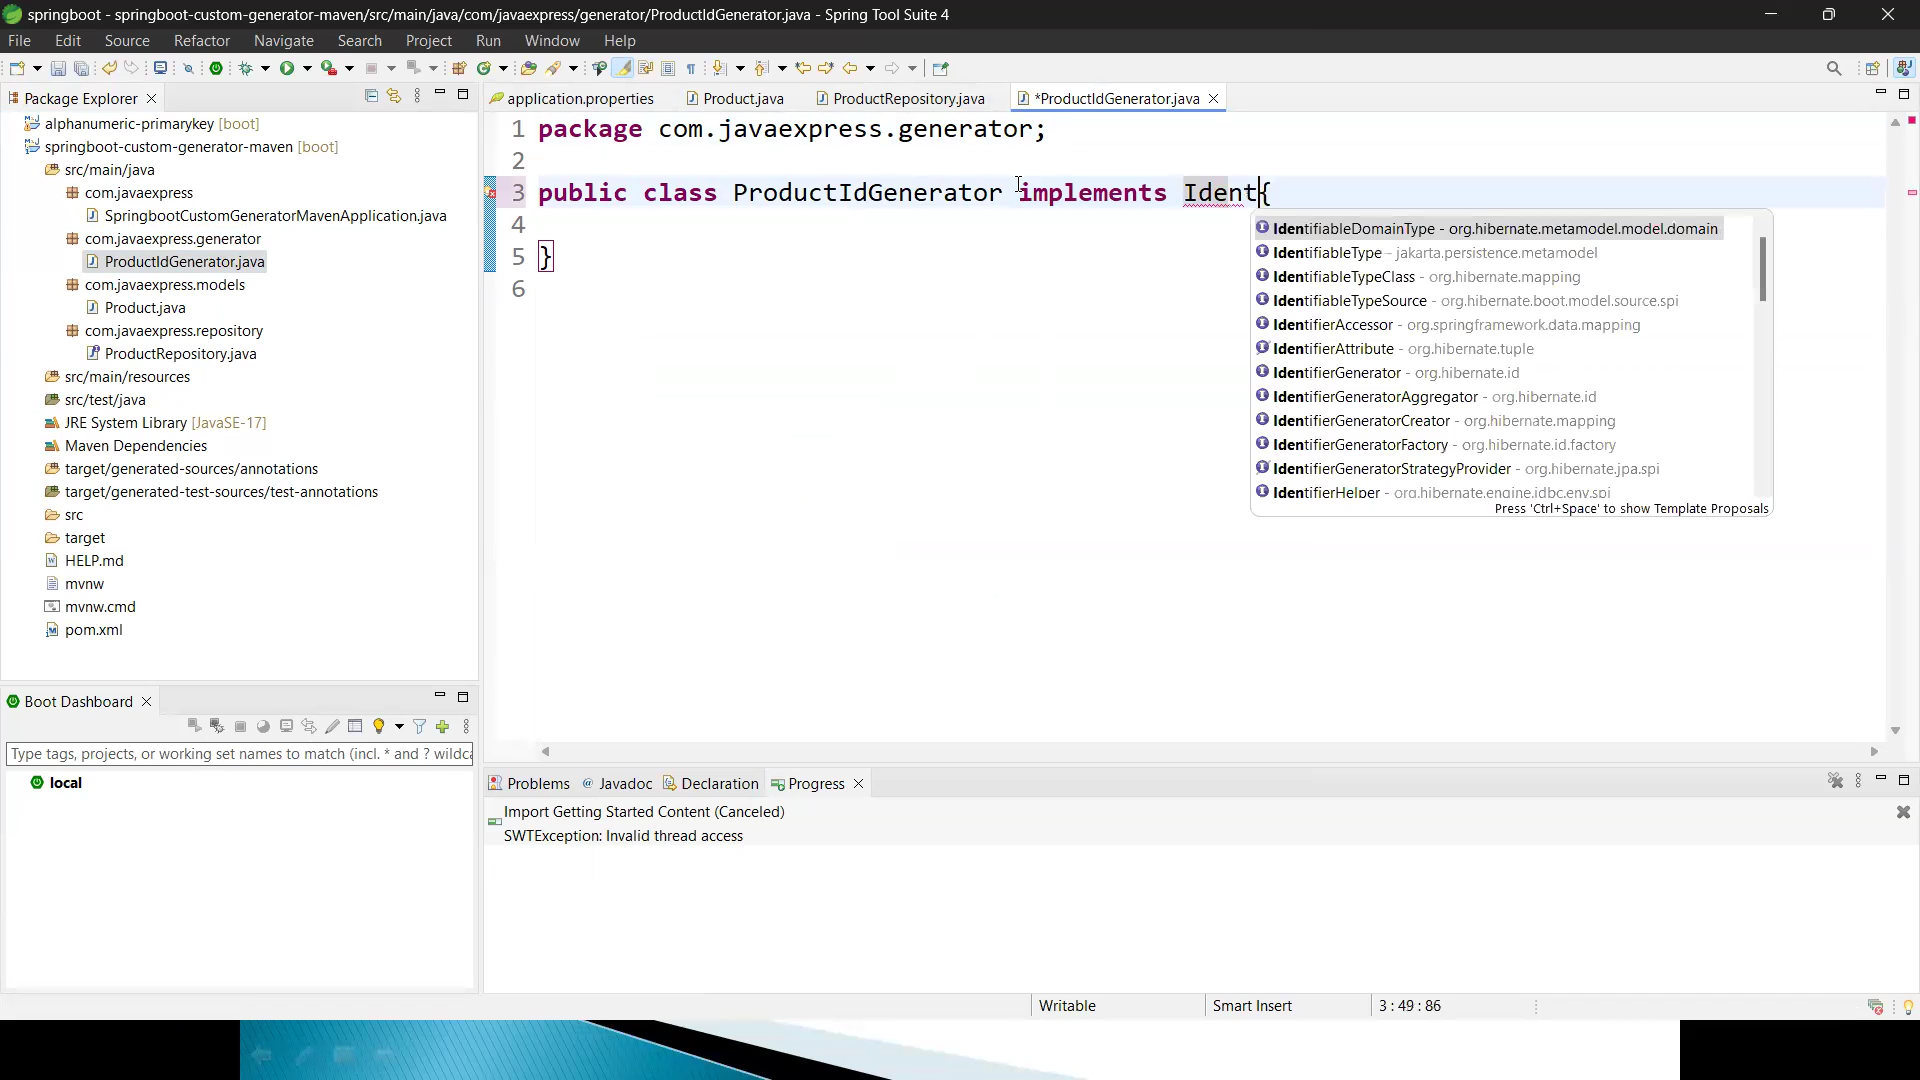 springboot - springboot-custom-generator-maven/src/main/java/com/javaexpress/generator/ProductIdGenerator.java - Spring Tool Suite 4
File Edit Source Refactor Navigate Search Project Run Window Help
Package Explorer
application.properties Product.java ProductRepository.java *ProductIdGenerator.java
alphanumeric-primarykey [boot]
springboot-custom-generator-maven [boot]
src/main/java
com.javaexpress
SpringbootCustomGeneratorMavenApplication.java
com.javaexpress.generator
ProductIdGenerator.java
com.javaexpress.models
Product.java
com.javaexpress.repository
ProductRepository.java
src/main/resources
src/test/java
JRE System Library [JavaSE-17]
Maven Dependencies
target/generated-sources/annotations
target/generated-test-sources/test-annotations
src
target
HELP.md
mvnw
mvnw.cmd
pom.xml
1 package com.javaexpress.generator;
2
3 public class ProductIdGenerator implements Ident{
4
5 }
6
IdentifiableDomainType - org.hibernate.metamodel.model.domain
IdentifiableType - jakarta.persistence.metamodel
IdentifiableTypeClass - org.hibernate.mapping
IdentifiableTypeSource - org.hibernate.boot.model.source.spi
IdentifierAccessor - org.springframework.data.mapping
IdentifierAttribute - org.hibernate.tuple
IdentifierGenerator - org.hibernate.id
IdentifierGeneratorAggregator - org.hibernate.id
IdentifierGeneratorCreator - org.hibernate.mapping
IdentifierGeneratorFactory - org.hibernate.id.factory
IdentifierGeneratorStrategyProvider - org.hibernate.jpa.spi
IdentifierHelper - org.hibernate.engine.jdbc.env.spi
Press 'Ctrl+Space' to show Template Proposals
Boot Dashboard
Type tags, projects, or working set names to match (incl. * and ? wildca
local
Problems Javadoc Declaration Progress
Import Getting Started Content (Canceled)
SWTException: Invalid thread access
Writable Smart Insert 3 : 49 : 86